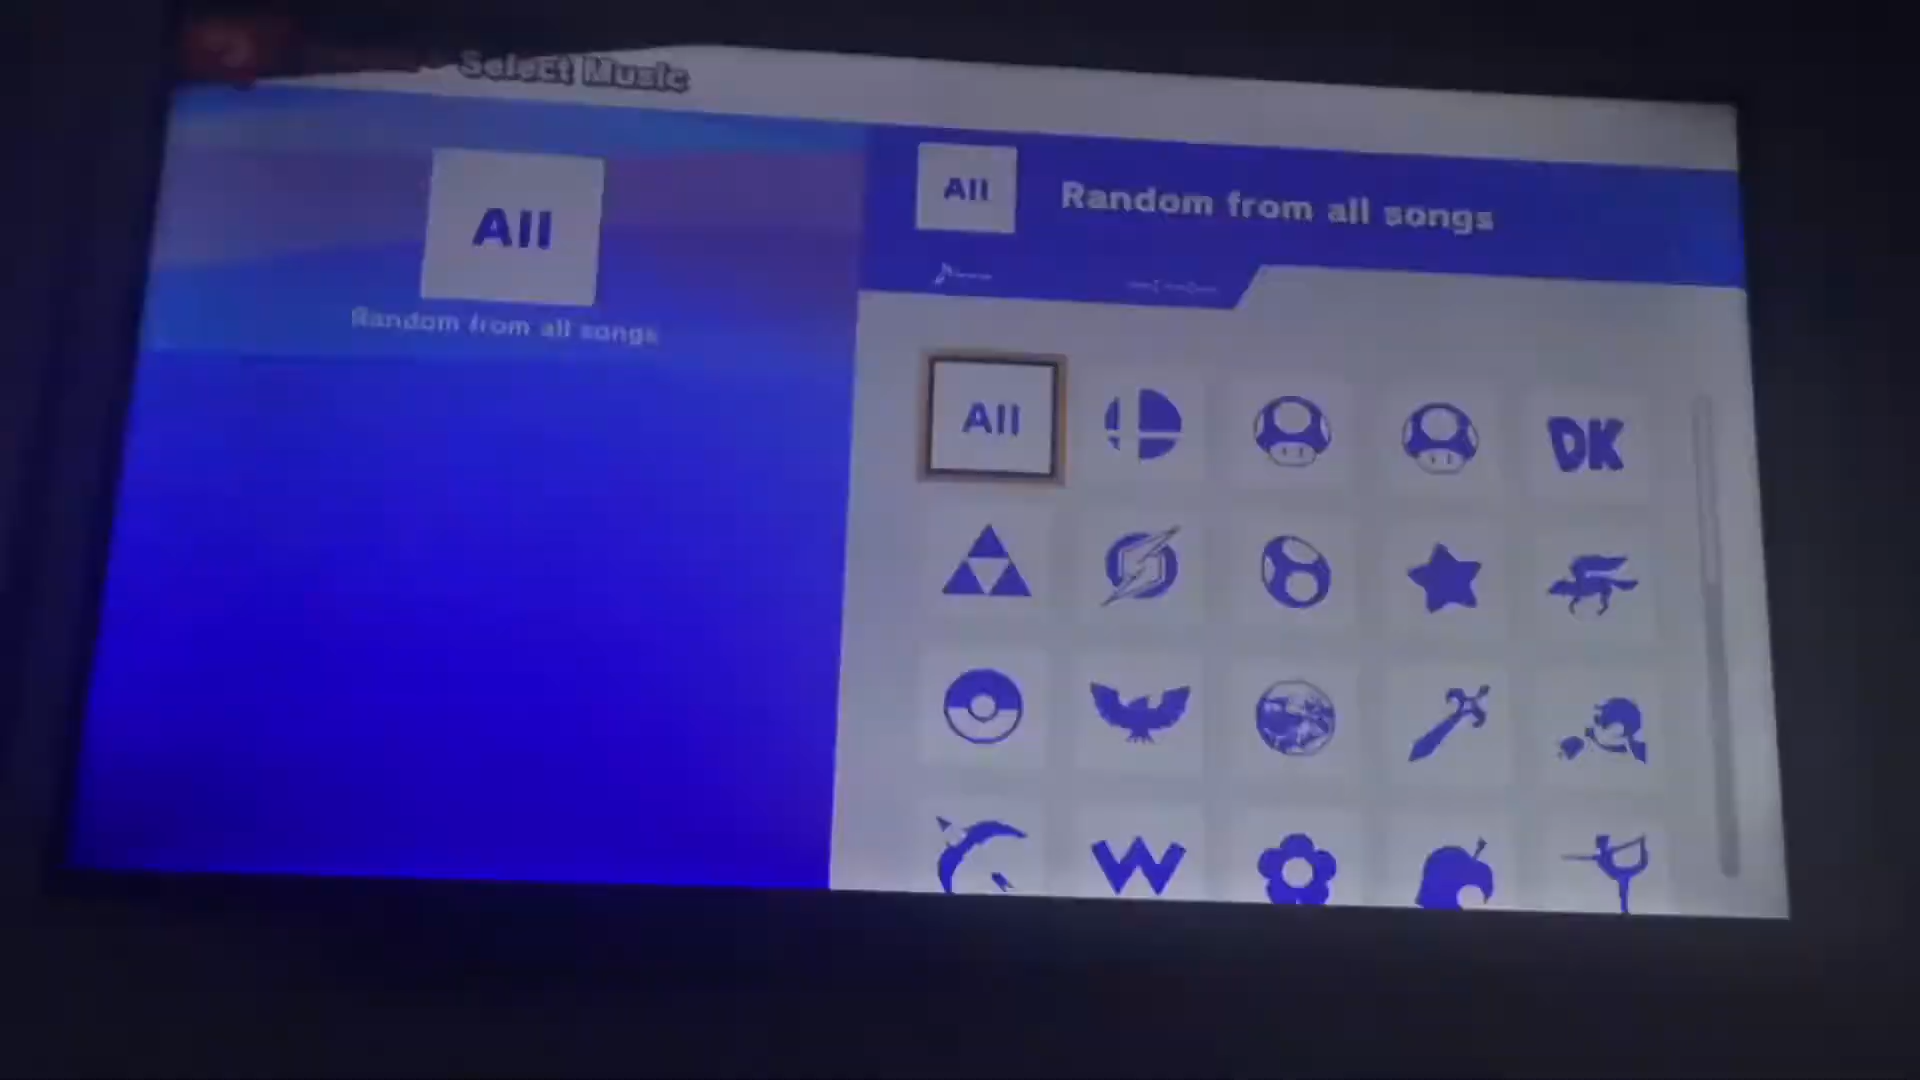 Select Music
All
Random from all songs
All
Random from all songs
All
DK
W